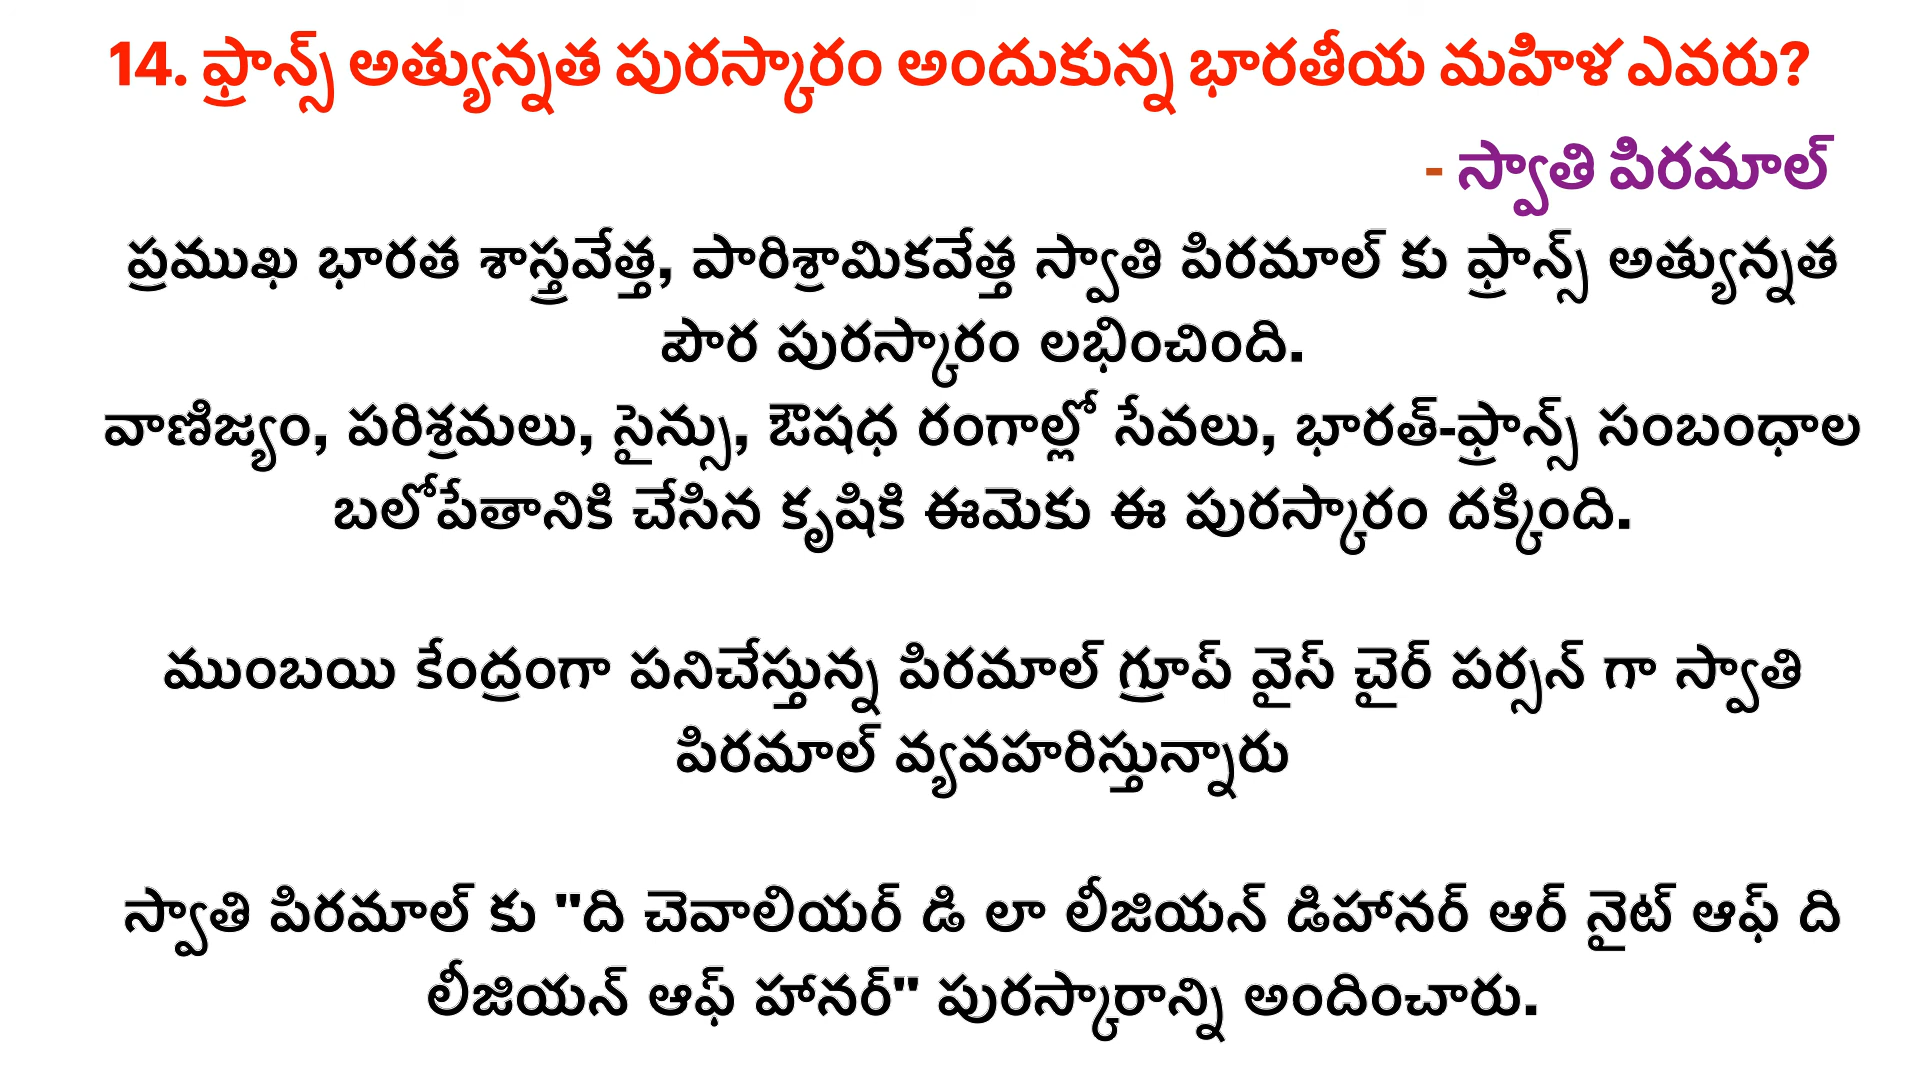 14. ఫ్రాన్స్ అత్యున్నత పురస్కారం అందుకున్న భారతీయ మహిళ ఎవరు?
- స్వాతి పిరమాల్
ప్రముఖ భారత శాస్త్రవేత్త, పారిశ్రామికవేత్త స్వాతి పిరమాల్ కు ఫ్రాన్స్ అత్యున్నత
పౌర పురస్కారం లభించింది.
వాణిజ్యం, పరిశ్రమలు, సైన్సు, ఔషధ రంగాల్లో సేవలు, భారత్-ఫ్రాన్స్ సంబంధాల
బలోపేతానికి చేసిన కృషికి ఈమెకు ఈ పురస్కారం దక్కింది.
ముంబయి కేంద్రంగా పనిచేస్తున్న పిరమాల్ గ్రూప్ వైస్ చైర్ పర్సన్ గా స్వాతి
పిరమాల్ వ్యవహరిస్తున్నారు
స్వాతి పిరమాల్ కు "ది చెవాలియర్ డి లా లీజియన్ డిహానర్ ఆర్ నైట్ ఆఫ్ ది
లీజియన్ ఆఫ్ హానర్" పురస్కారాన్ని అందించారు.